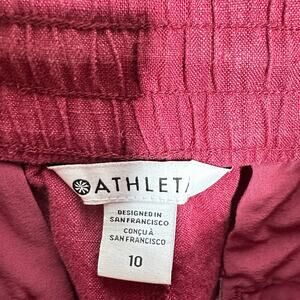 ATHLETA
DESIGNED IN
SAN FRANCISCO
CONÇU À
SAN FRANCISCO
10